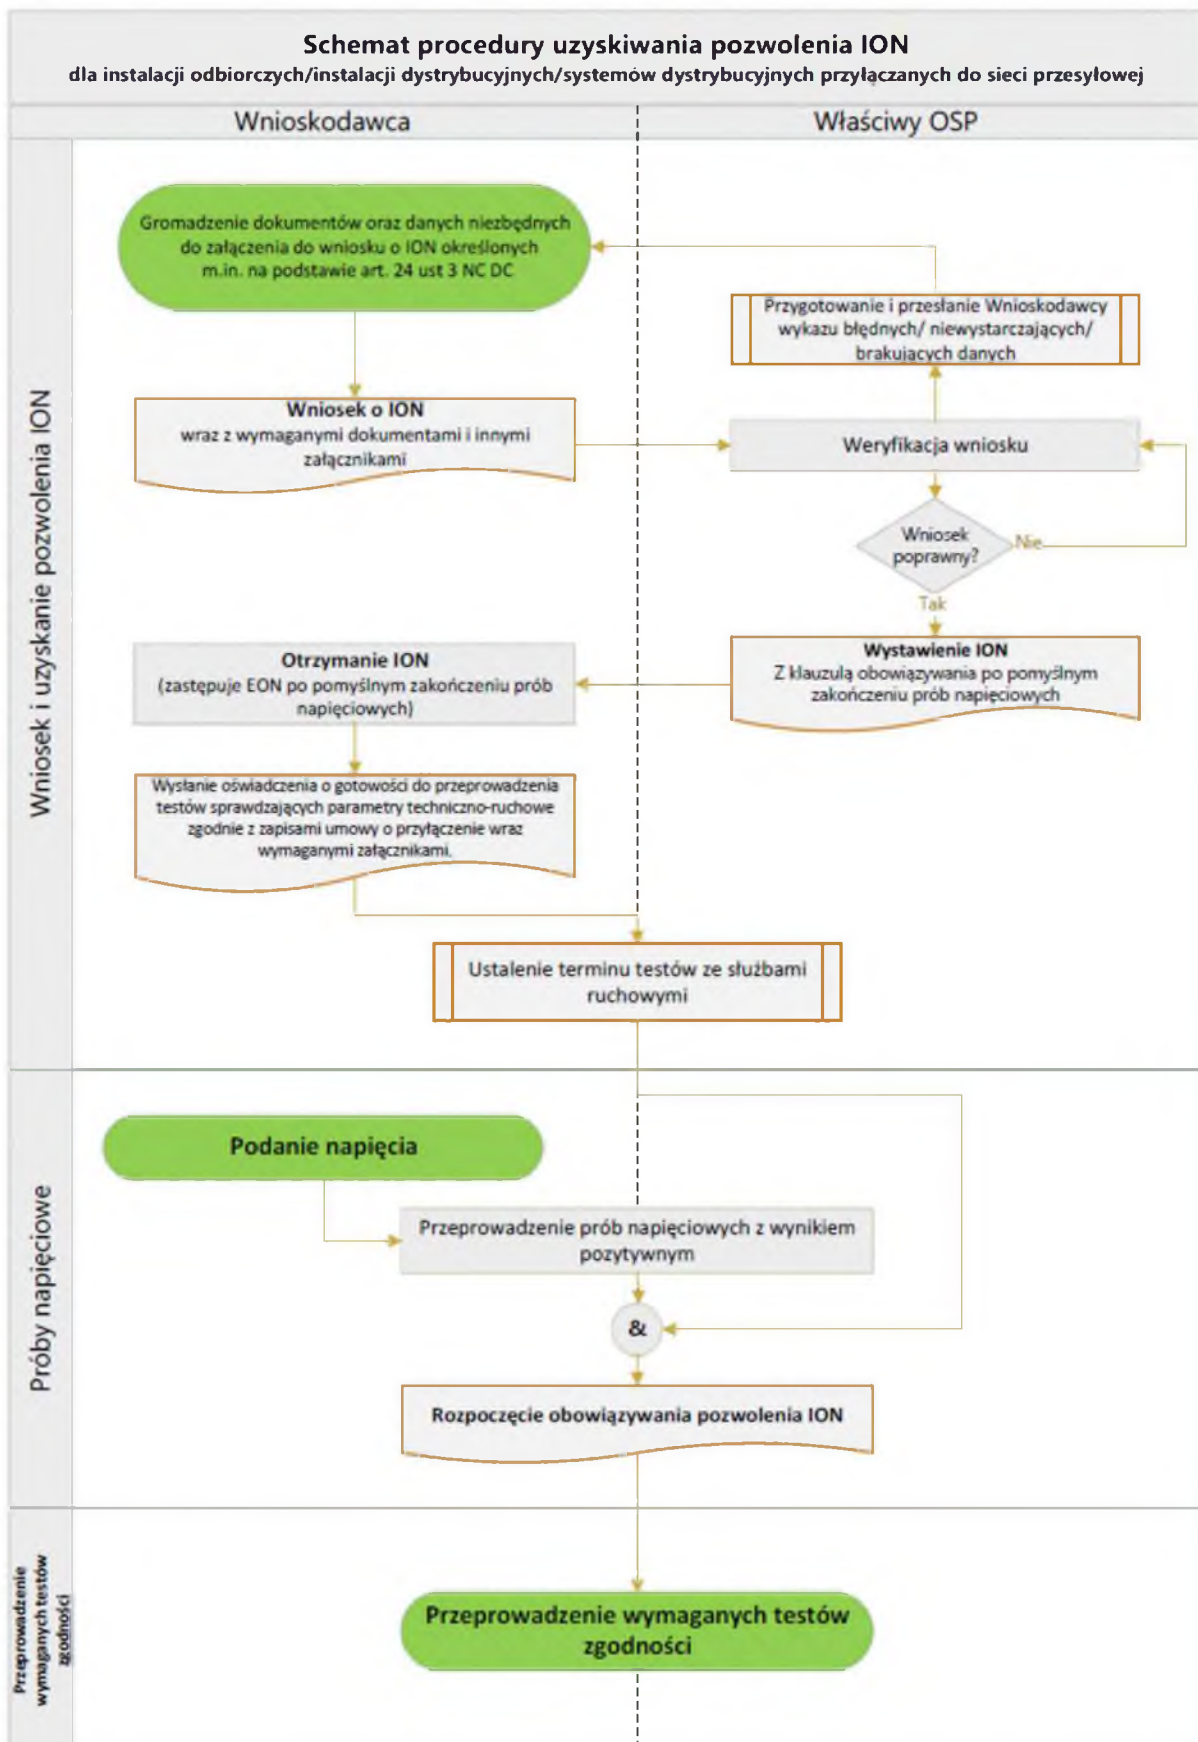 Schemat procedury uzyskiwania pozwolenia ION
dla instalacji odbiorczych/instalacji dystrybucyjnych/systemów dystrybucyjnych przyłączanych do sieci przesyłowej
Wnioskodawca
Właściwy OSP
Wniosek i uzyskanie pozwolenia ION
Gromadzenie dokumentów oraz danych niezbędnych
do załączenia do wniosku o ION określonych
m.in. na podstawie art. 24 ust 3 NC DC
Przygotowanie i przesłanie Wnioskodawcy
wykazu błędnych/ niewystarczających/
brakujących danych
Wniosek o ION
wraz z wymaganymi dokumentami i innymi
załącznikami
Weryfikacja wniosku
Wniosek
poprawny?
Nie
Tak
Wystawienie ION
Z klauzulą obowiązywania po pomyślnym
zakończeniu prób napięciowych
Otrzymanie ION
(zastępuje EON po pomyślnym zakończeniu prób
napięciowych)
Wysłanie oświadczenia o gotowości do przeprowadzenia
testów sprawdzających parametry techniczno-ruchowe
zgodnie z zapisami umowy o przyłączenie wraz
wymaganymi załącznikami.
Ustalenie terminu testów ze służbami
ruchowymi
Próby napięciowe
Podanie napięcia
Przeprowadzenie prób napięciowych z wynikiem
pozytywnym
&
Rozpoczęcie obowiązywania pozwolenia ION
Przeprowadzenie
wymaganych testów
zgodności
Przeprowadzenie wymaganych testów
zgodności